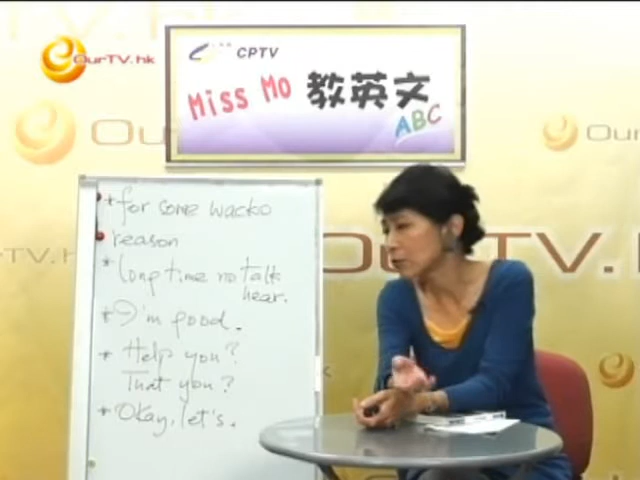 OurTV.hk
CPTV
Miss Mo 教英文
ABC
OurTV.hk
*for some wacko
reason
*long time no talk
hear.
*I'm good.
*Help you?
That you?
*Okay, let's.